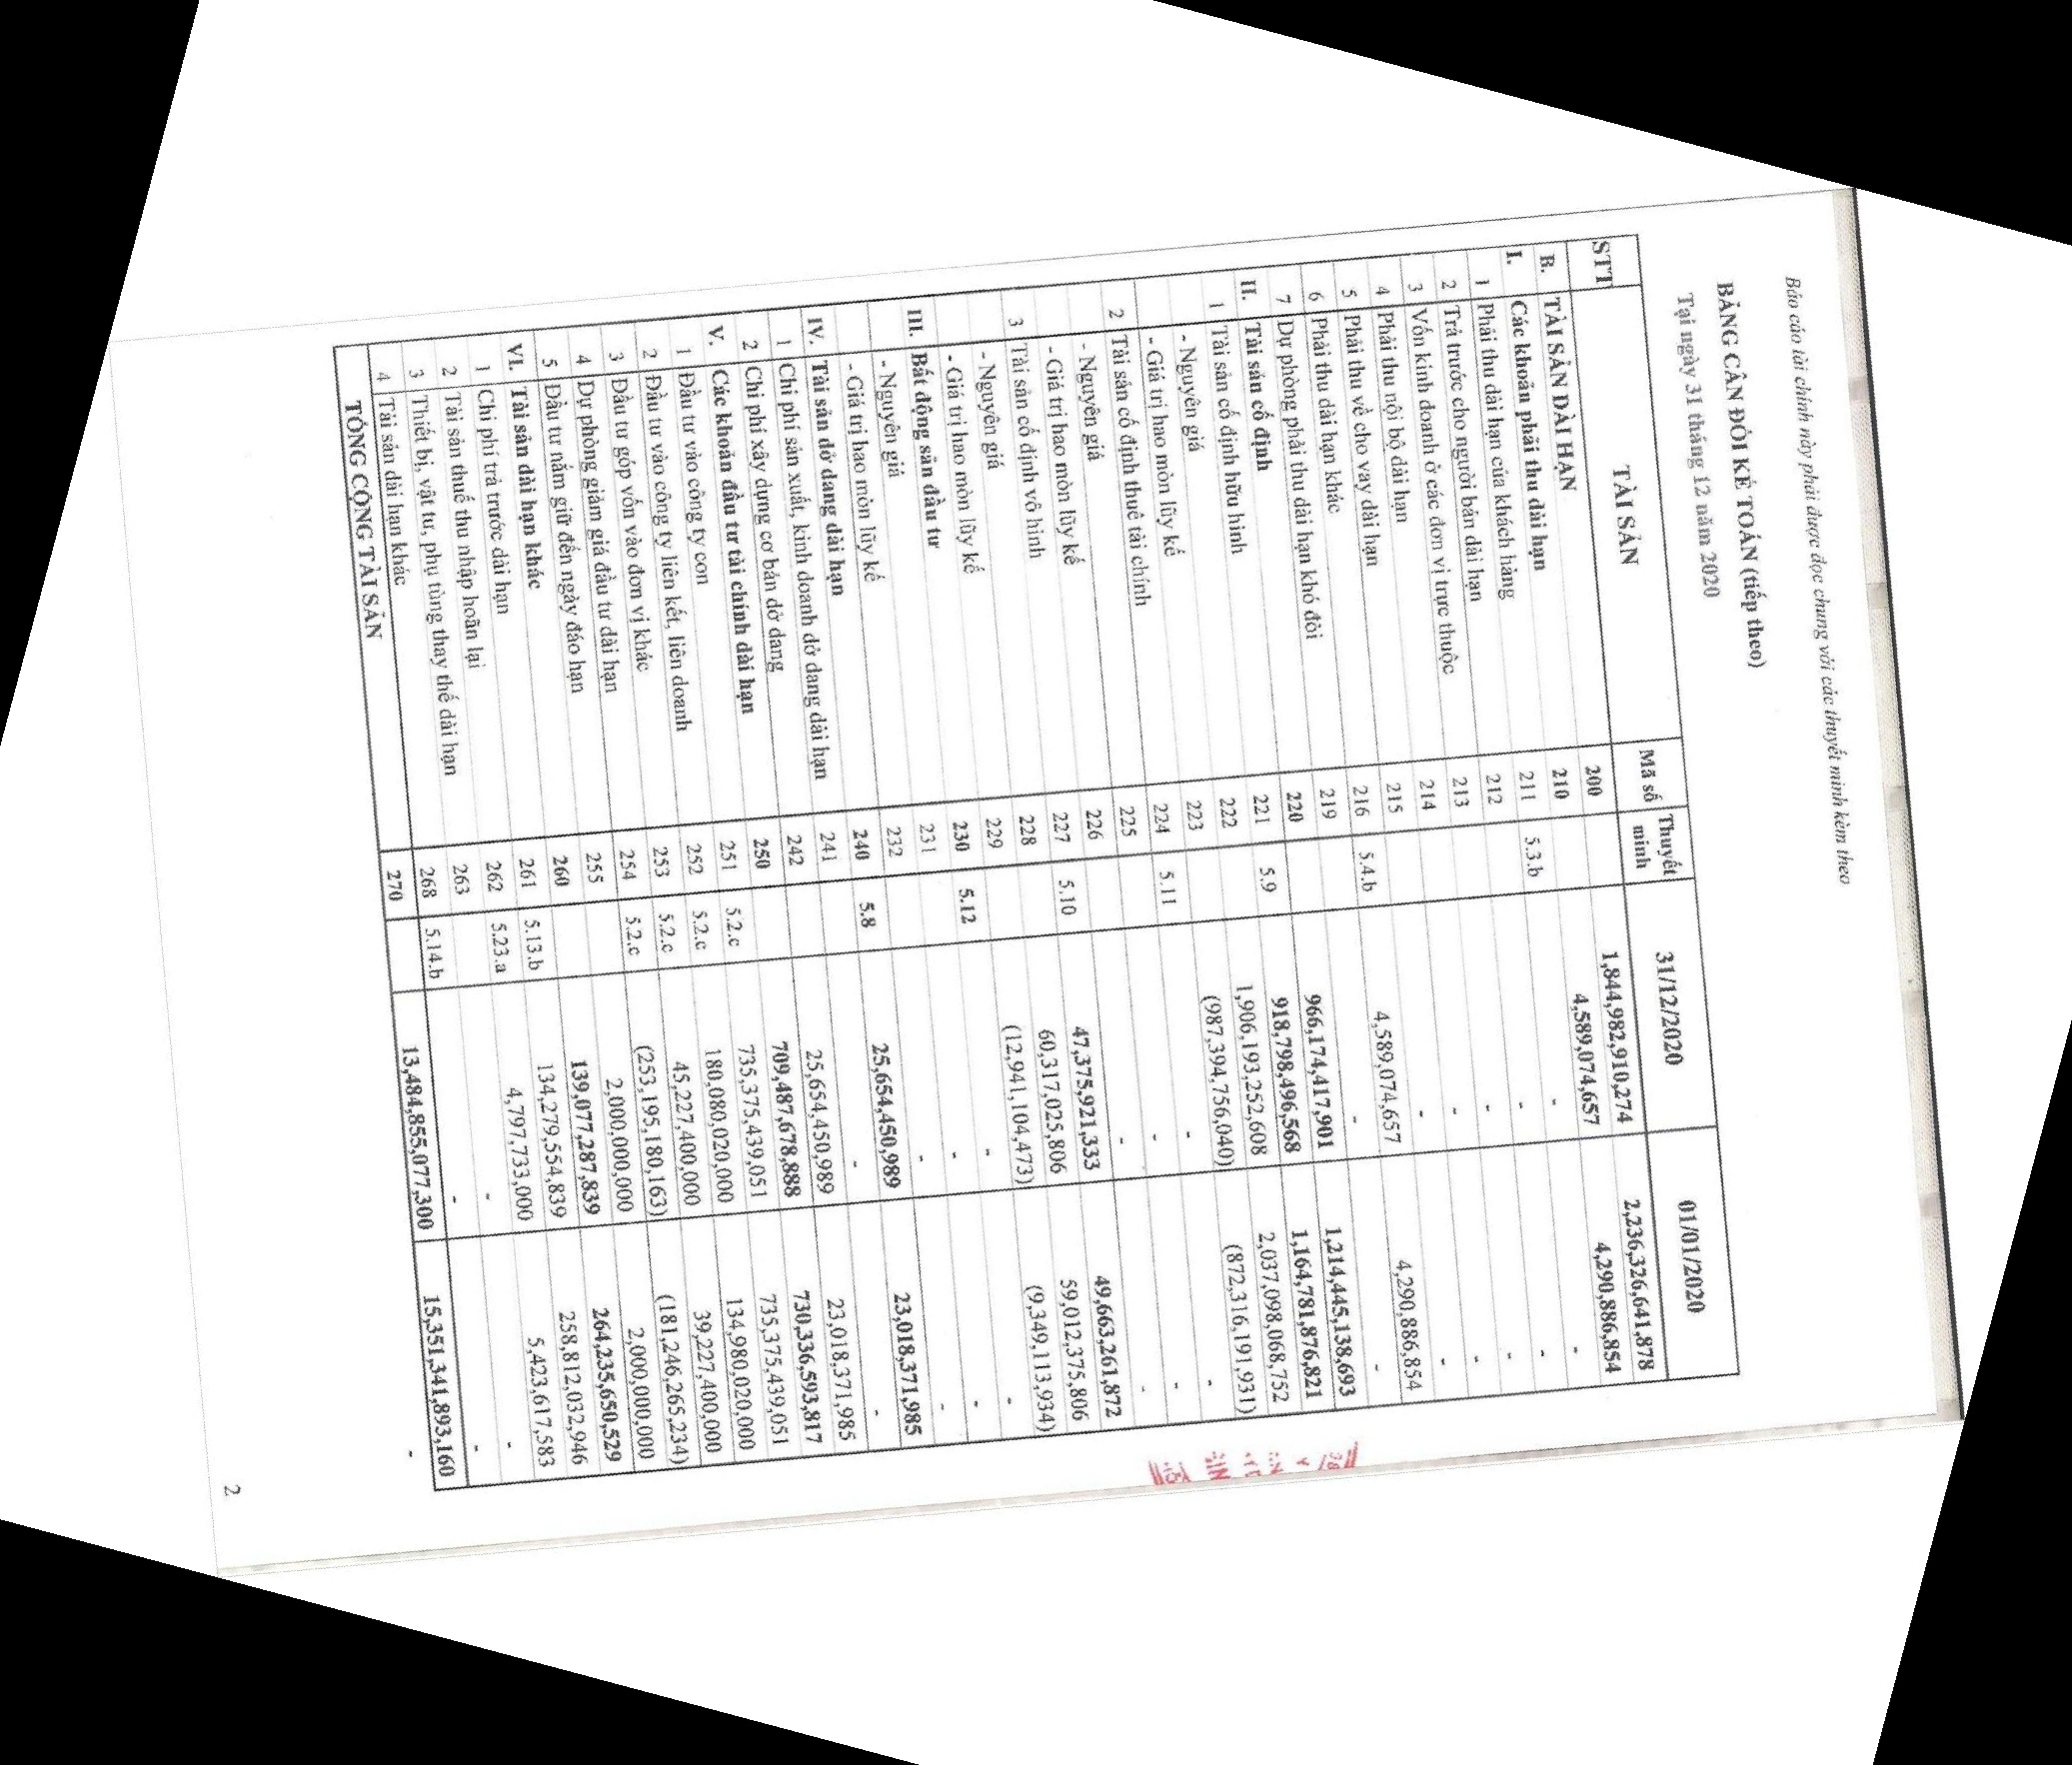 Báo cáo tài chính này phải được đọc chung với các thuyết minh kèm theo
BẢNG CÂN ĐỐI KẾ TOÁN (tiếp theo)
Tại ngày 31 tháng 12 năm 2020
STT TÀI SẢN Mã số Thuyết minh 31/12/2020 01/01/2020
B. TÀI SẢN DÀI HẠN 200 1,844,982,910,274 2,236,326,641,878
I. Các khoản phải thu dài hạn 210 4,589,074,657 4,290,886,854
1 Phải thu dài hạn của khách hàng 211 5.3.b - -
2 Trả trước cho người bán dài hạn 212 - -
3 Vốn kinh doanh ở các đơn vị trực thuộc 213 - -
4 Phải thu nội bộ dài hạn 214 - -
5 Phải thu về cho vay dài hạn 215 - -
6 Phải thu dài hạn khác 216 5.4.b 4,589,074,657 4,290,886,854
7 Dự phòng phải thu dài hạn khó đòi 219 - -
II. Tài sản cố định 220 966,174,417,901 1,214,445,138,693
1 Tài sản cố định hữu hình 221 5.9 918,798,496,568 1,164,781,876,821
- Nguyên giá 222 1,906,193,252,608 2,037,098,068,752
- Giá trị hao mòn lũy kế 223 (987,394,756,040) (872,316,191,931)
2 Tài sản cố định thuê tài chính 224 5.11 - -
- Nguyên giá 225 - -
- Giá trị hao mòn lũy kế 226 - -
3 Tài sản cố định vô hình 227 5.10 47,375,921,333 49,663,261,872
- Nguyên giá 228 60,317,025,806 59,012,375,806
- Giá trị hao mòn lũy kế 229 (12,941,104,473) (9,349,113,934)
III. Bất động sản đầu tư 230 5.12 - -
- Nguyên giá 231 - -
- Giá trị hao mòn lũy kế 232 - -
IV. Tài sản dở dang dài hạn 240 5.8 25,654,450,989 23,018,371,985
1 Chi phí sản xuất, kinh doanh dở dang dài hạn 241 - -
2 Chi phí xây dựng cơ bản dở dang 242 25,654,450,989 23,018,371,985
V. Các khoản đầu tư tài chính dài hạn 250 709,487,678,888 730,336,593,817
1 Đầu tư vào công ty con 251 5.2.c 735,375,439,051 735,375,439,051
2 Đầu tư vào công ty liên kết, liên doanh 252 5.2.c 180,080,020,000 134,980,020,000
3 Đầu tư góp vốn vào đơn vị khác 253 5.2.c 45,227,400,000 39,227,400,000
4 Dự phòng giảm giá đầu tư dài hạn 254 5.2.c (253,195,180,163) (181,246,265,234)
5 Đầu tư nắm giữ đến ngày đáo hạn 255 2,000,000,000 2,000,000,000
VI. Tài sản dài hạn khác 260 139,077,287,839 264,235,650,529
1 Chi phí trả trước dài hạn 261 5.13.b 134,279,554,839 258,812,032,946
2 Tài sản thuế thu nhập hoãn lại 262 5.23.a 4,797,733,000 5,423,617,583
3 Thiết bị, vật tư, phụ tùng thay thế dài hạn 263 - -
4 Tài sản dài hạn khác 268 5.14.b - -
TỔNG CỘNG TÀI SẢN 270 13,484,855,077,300 15,351,341,893,160
-
2